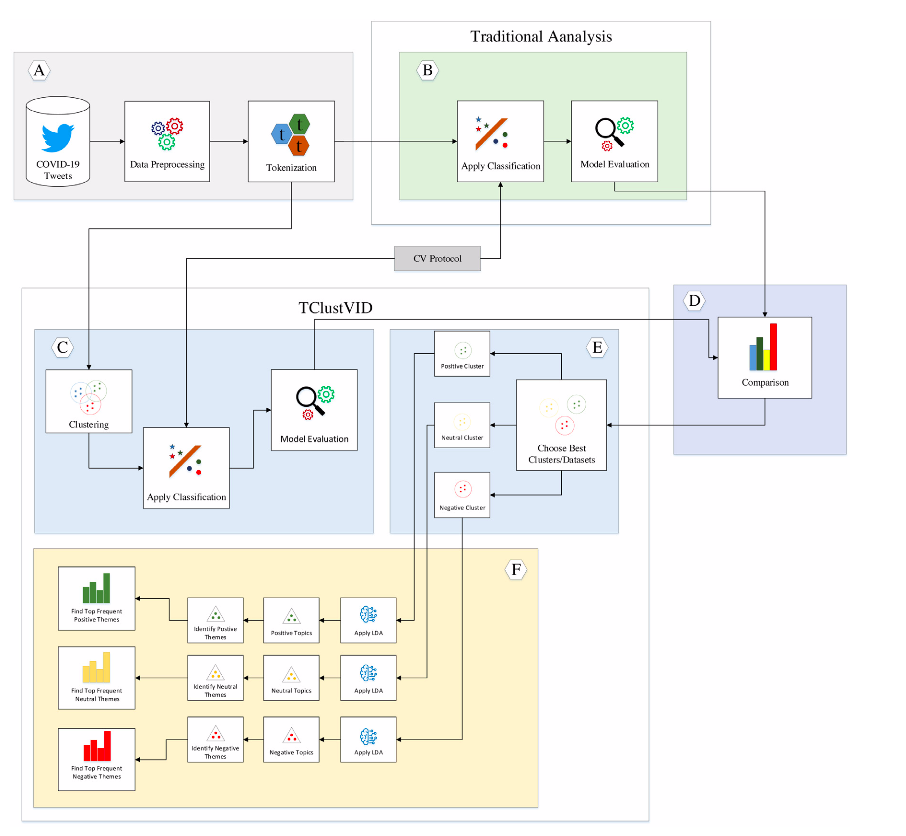 Traditional Aanalysis
A
B
COVID-19
Tweets
Data Preprocessing
t
t
t
Tokenization
Apply Classification
Model Evaluation
CV Protocol
TClustVID
D
C
E
Positive Cluster
Comparison
Clustering
Model Evaluation
Neutral Cluster
Choose Best
Clusters/Datasets
Apply Classification
Negative Cluster
F
Find Top Frequent
Positive Themes
Identify Postive
Themes
Positive Topics
Apply LDA
Find Top Frequent
Neutral Themes
Identify Neutral
Themes
Neutral Topics
Apply LDA
Find Top Frequent
Negative Themes
Identify Negative
Themes
Negative Topics
Apply LDA